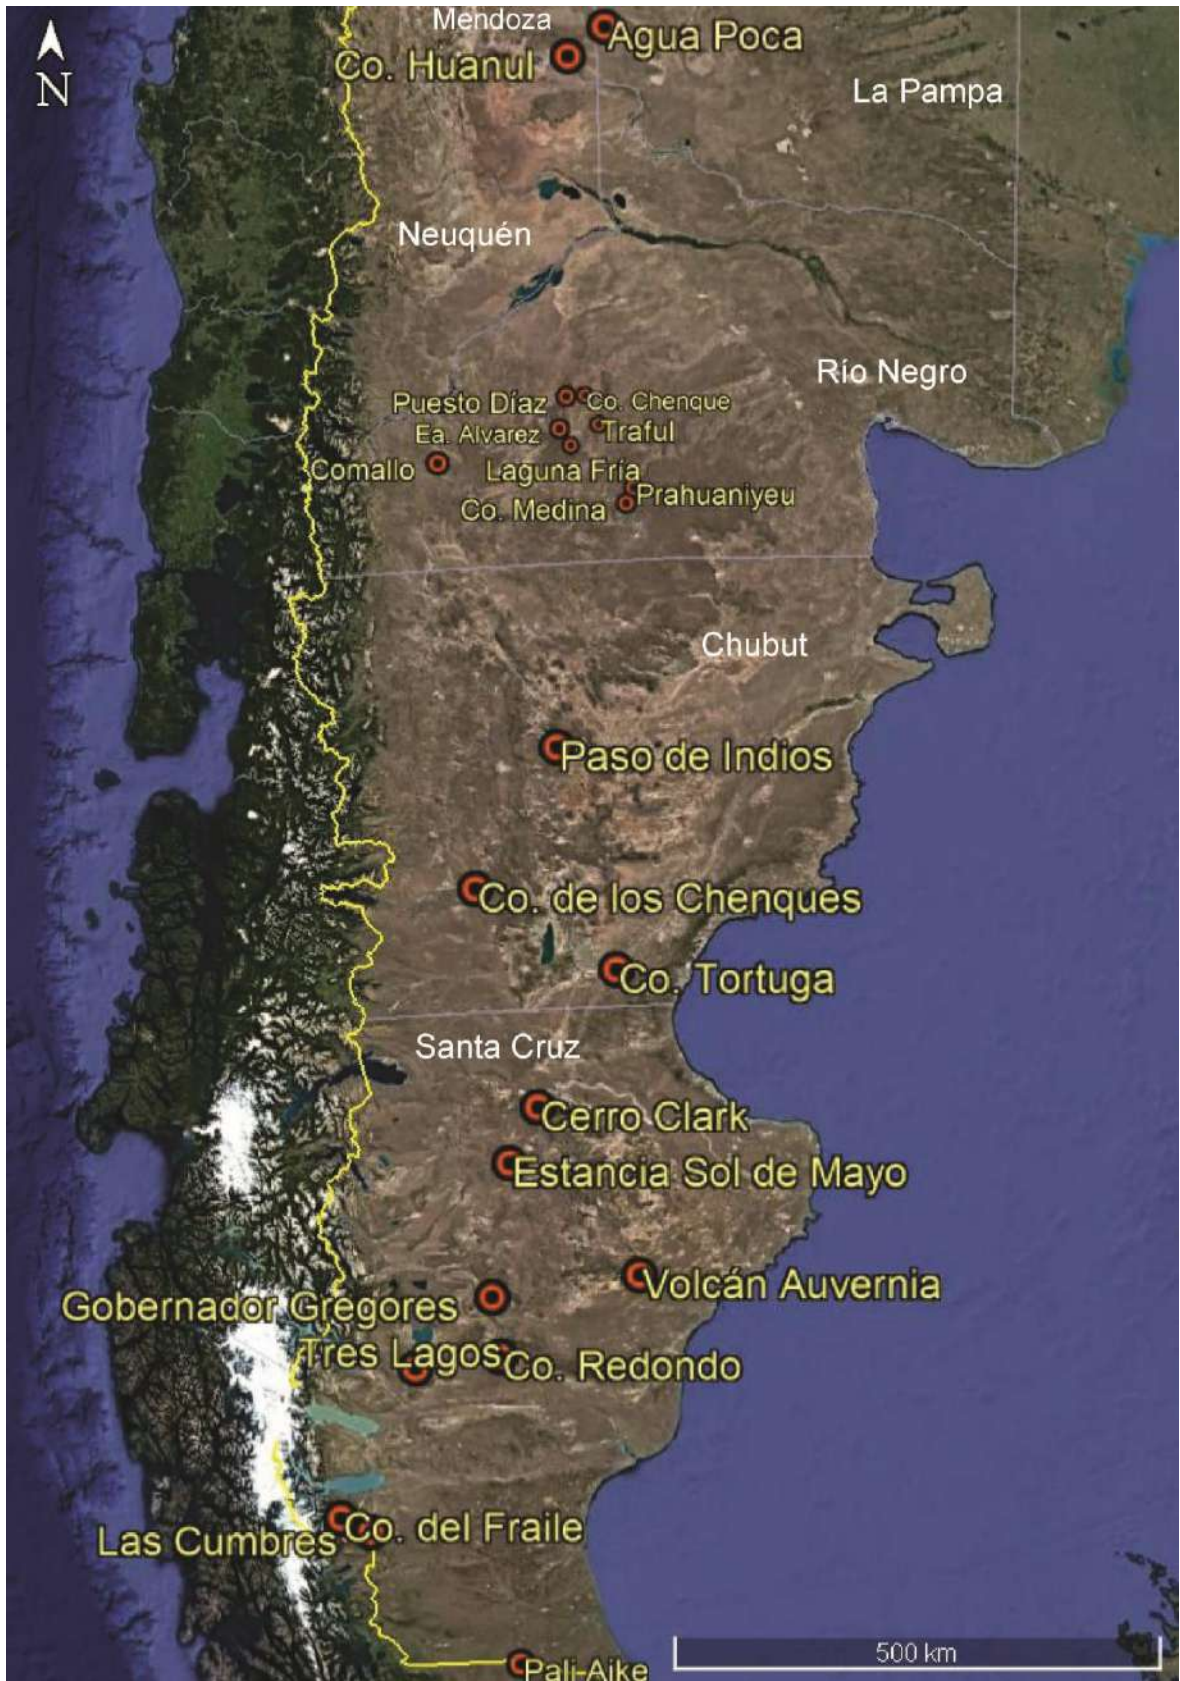 Mendoza
Agua Poca
Co. Huanul
N
La Pampa
Neuquén
Río Negro
Puesto Díaz
Co. Chenque
Ea. Alvarez
Traful
Comallo
Laguna Fría
Prahuaniyeu
Co. Medina
Chubut
Paso de Indios
Co. de los Chenques
Co. Tortuga
Santa Cruz
Cerro Clark
Estancia Sol de Mayo
Volcán Auvernia
Gobernador Gregores
Tres Lagos
Co. Redondo
Co. del Fraile
Las Cumbres
500 km
Pali-Aike